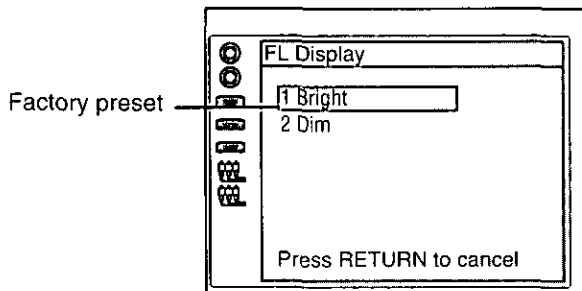 FL Display
Factory preset
1 Bright
2 Dim
Press RETURN to cancel